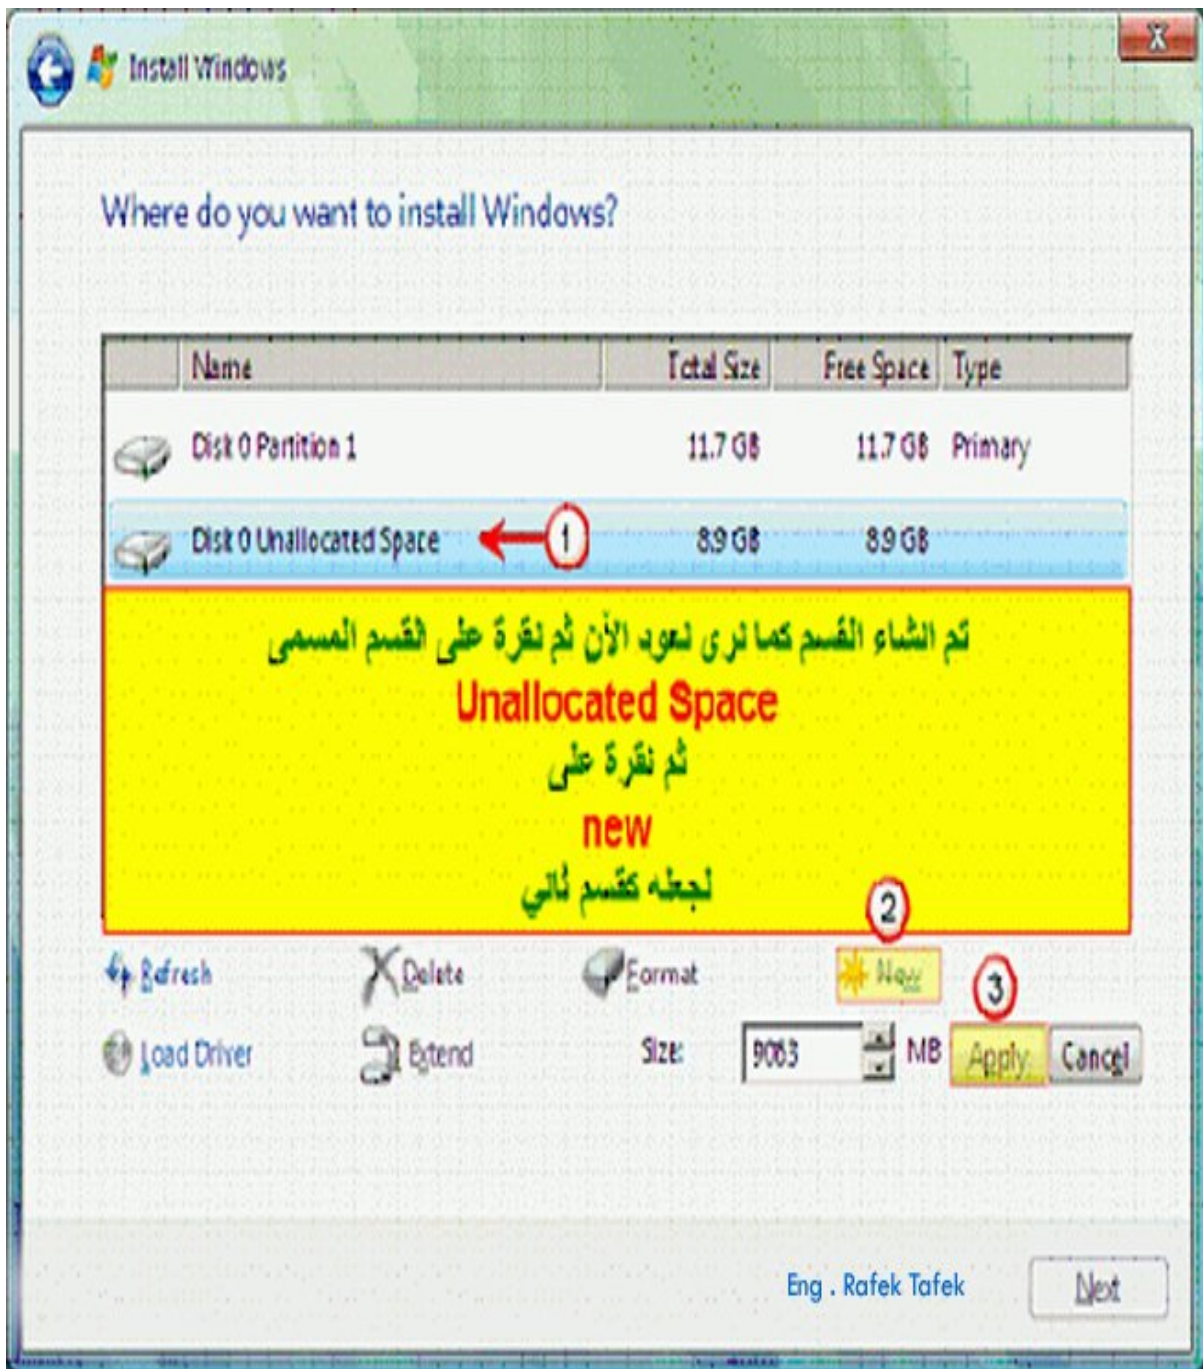 X
Install Windows
Where do you want to install Windows?
Name Total Size Free Space Type
Disk 0 Partition 1 11.7 GB 11.7 GB Primary
Disk 0 Unallocated Space 1 8.9 GB 8.9 GB
تم انشاء القسم كما نرى نعود الأن ثم نقرة على القسم المسمى
Unallocated Space
ثم نقرة على
new
لجعله كقسم ثاني
2
Refresh Delete Format New
3
Load Driver Extend Size: 9063 MB Apply Cancel
Eng . Rafek Tafek
Next